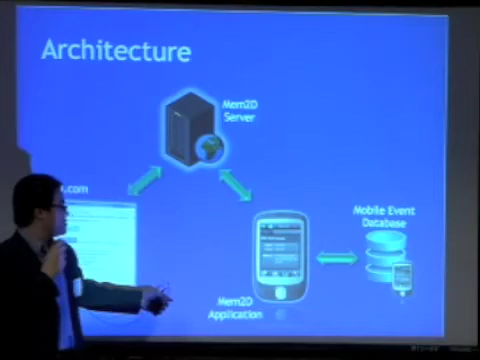 Architecture
Mem2D
Server
.com
Mobile Event
Database
Mem2D
Application